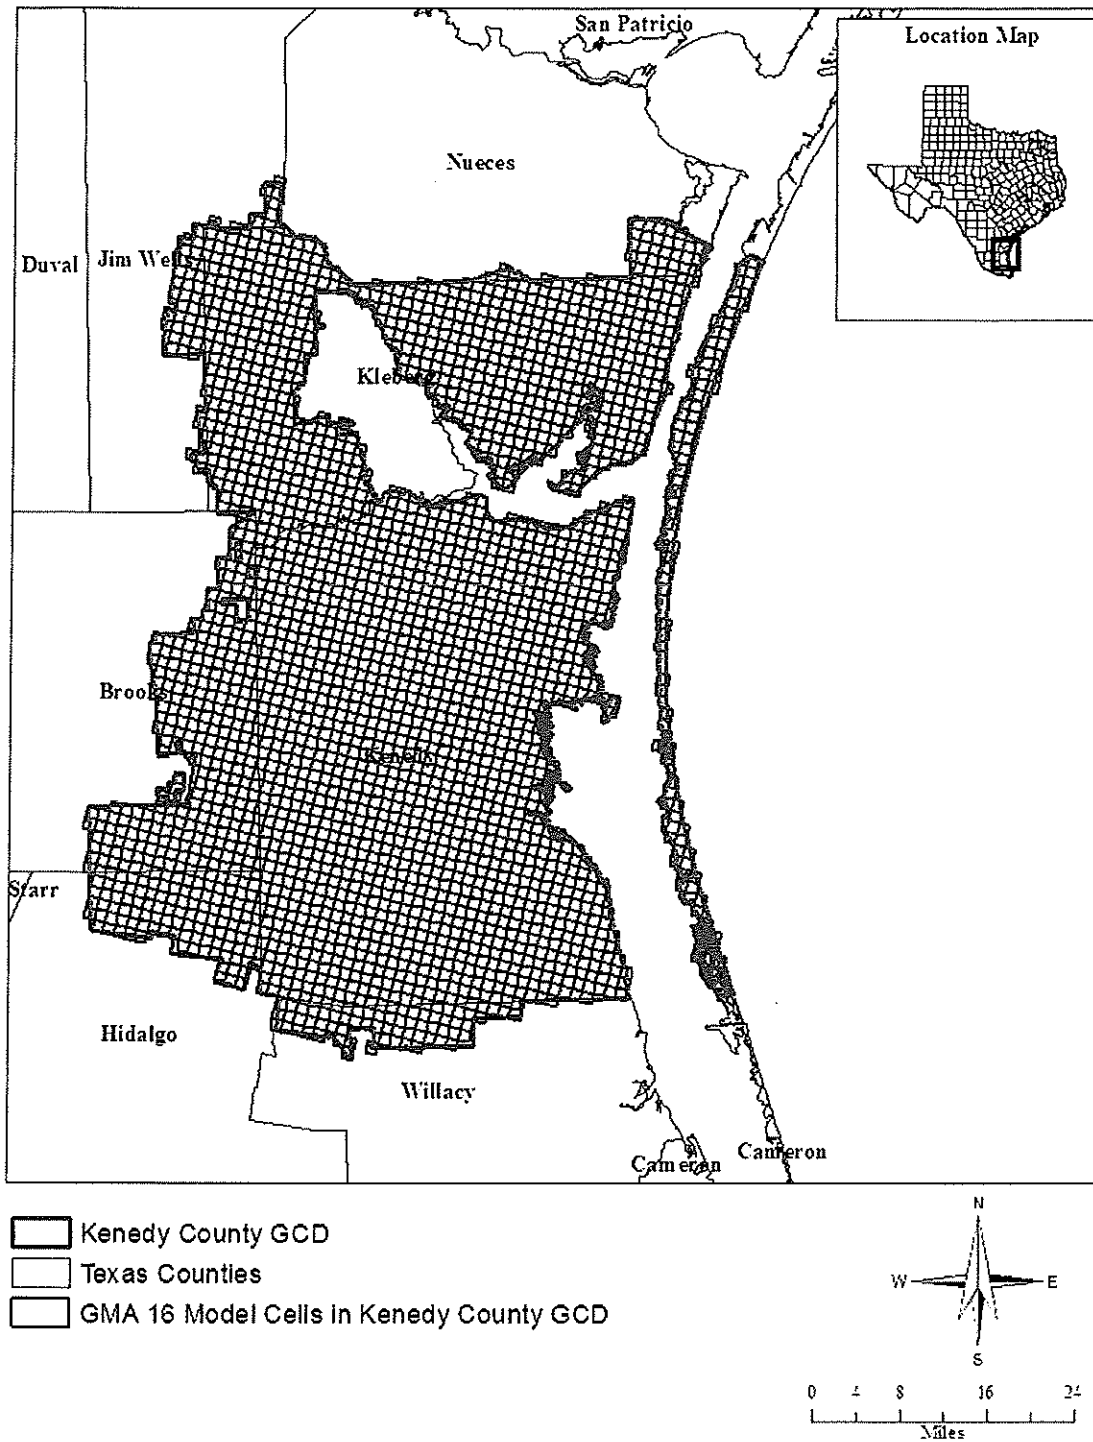 San Patricio
Location Map
Nueces
Duval
Jim Wells
Kleberg
Brooks
Starr
Hidalgo
Willacy
Cameron
Cameron
Kenedy County GCD
Texas Counties
GMA 16 Model Cells in Kenedy County GCD
N
W
E
S
0 4 8 16 24
Miles